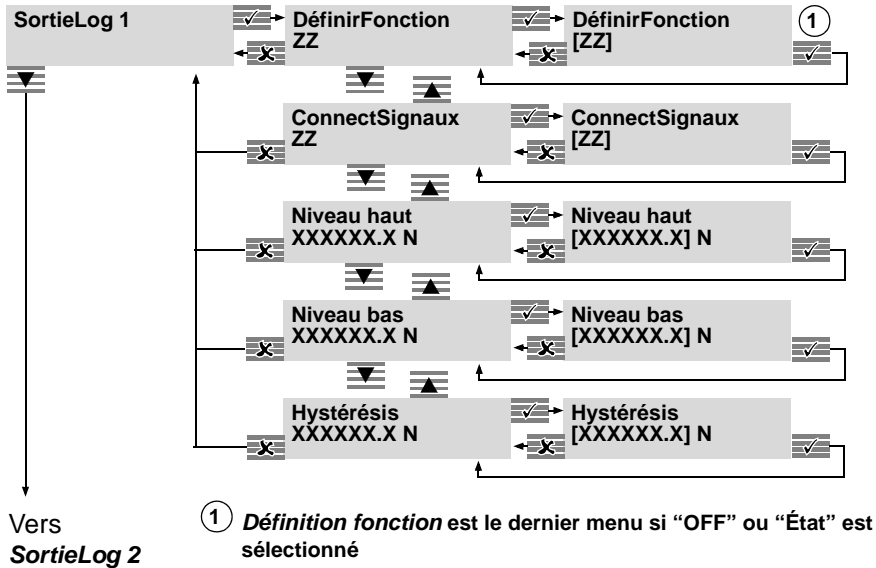 SortieLog 1
DéfinirFonction
ZZ
DéfinirFonction
[ZZ]
1
ConnectSignaux
ZZ
ConnectSignaux
[ZZ]
Niveau haut
XXXXXX.X N
Niveau haut
[XXXXXX.X] N
Niveau bas
XXXXXX.X N
Niveau bas
[XXXXXX.X] N
Hystérésis
XXXXXX.X N
Hystérésis
[XXXXXX.X] N
Vers
SortieLog 2
1 Définition fonction est le dernier menu si “OFF” ou “État” est
sélectionné